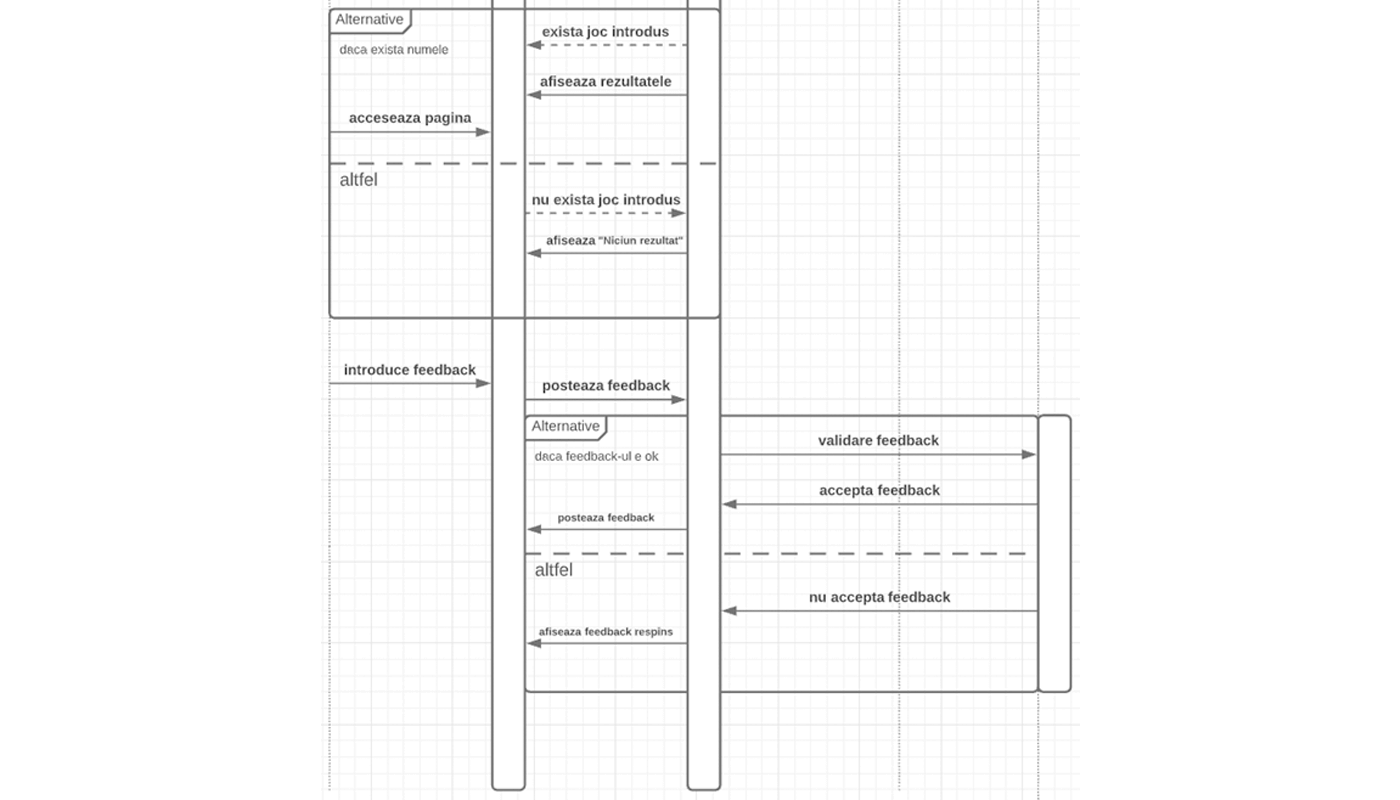 Alternative
exista joc introdus
daca exista numele
afiseaza rezultatele
acceseaza pagina
altfel
nu exista joc introdus
afiseaza "Niciun rezultat"
introduce feedback
posteaza feedback
Alternative
validare feedback
daca feedback-ul e ok
accepta feedback
posteaza feedback
altfel
nu accepta feedback
afiseaza feedback respins